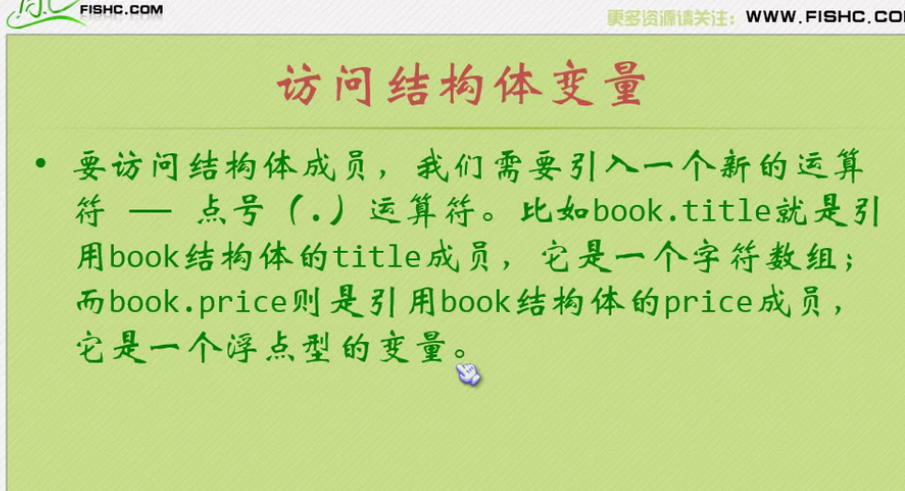 FISHC.COM
更多资源请关注：WWW.FISHC.CO
访问结构体变量
• 要访问结构体成员，我们需要引入一个新的运算
符 — 点号（.）运算符。比如book.title就是引
用book结构体的title成员，它是一个字符数组；
而book.price则是引用book结构体的price成员，
它是一个浮点型的变量。